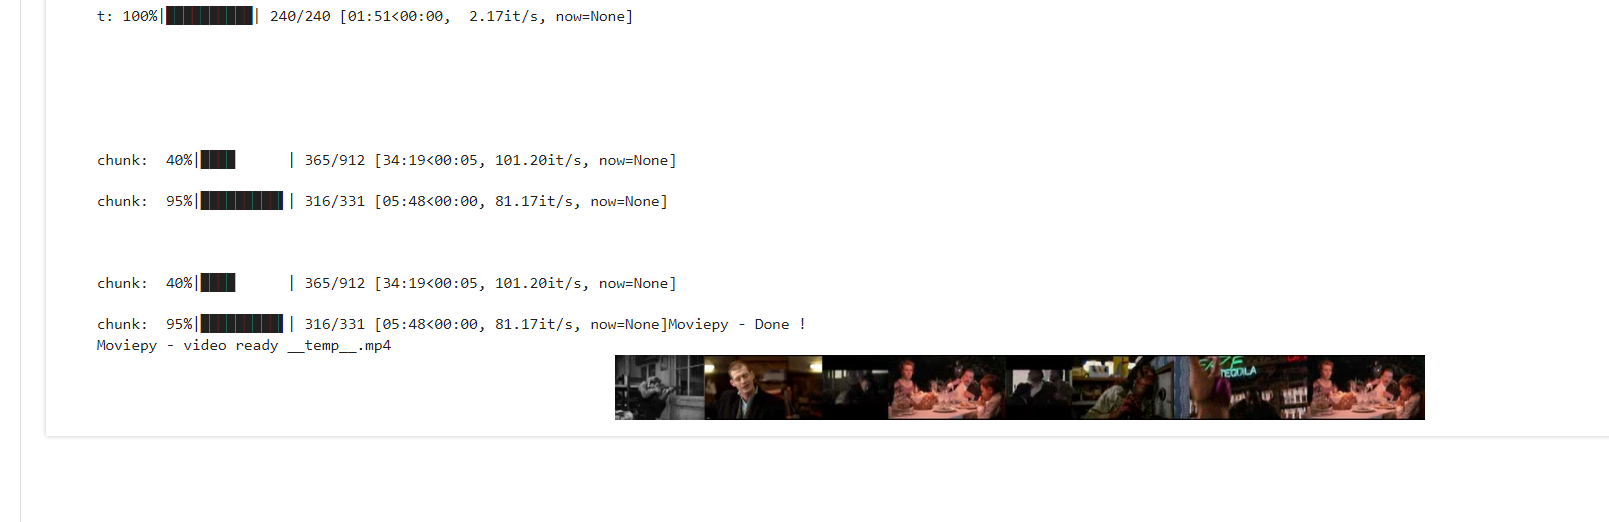 t: 100%|██████████| 240/240 [01:51<00:00,  2.17it/s, now=None]
chunk:  40%|████      | 365/912 [34:19<00:05, 101.20it/s, now=None]
chunk:  95%|█████████▌| 316/331 [05:48<00:00, 81.17it/s, now=None]
chunk:  40%|████      | 365/912 [34:19<00:05, 101.20it/s, now=None]
chunk:  95%|█████████▌| 316/331 [05:48<00:00, 81.17it/s, now=None]Moviepy - Done !
Moviepy - video ready __temp__.mp4
TEQUILA